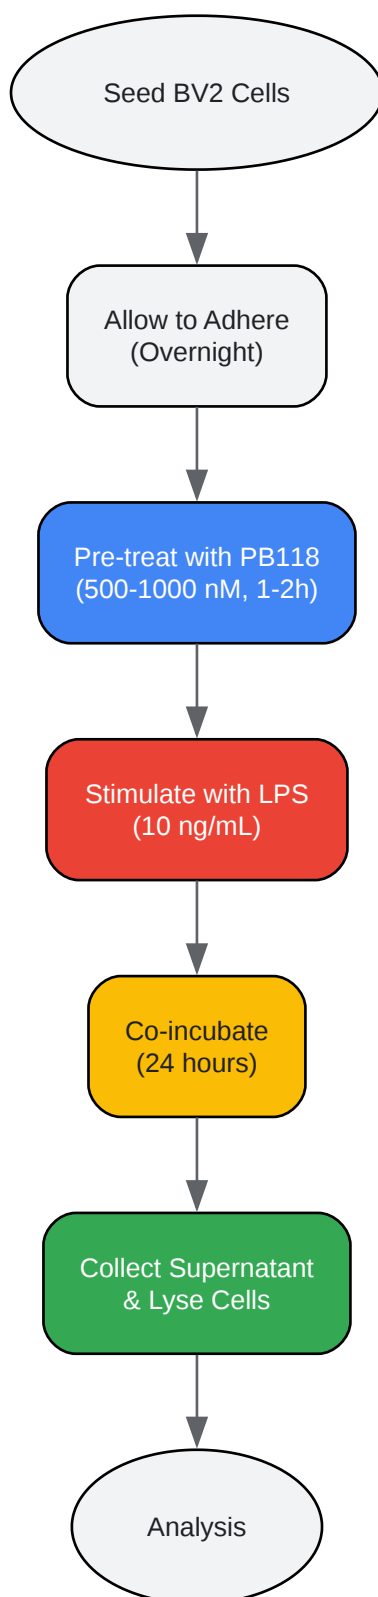 Seed BV2 Cells
Allow to Adhere
(Overnight)
Pre-treat with PB118
(500-1000 nM, 1-2h)
Stimulate with LPS
(10 ng/mL)
Co-incubate
(24 hours)
Collect Supernatant
& Lyse Cells
Analysis